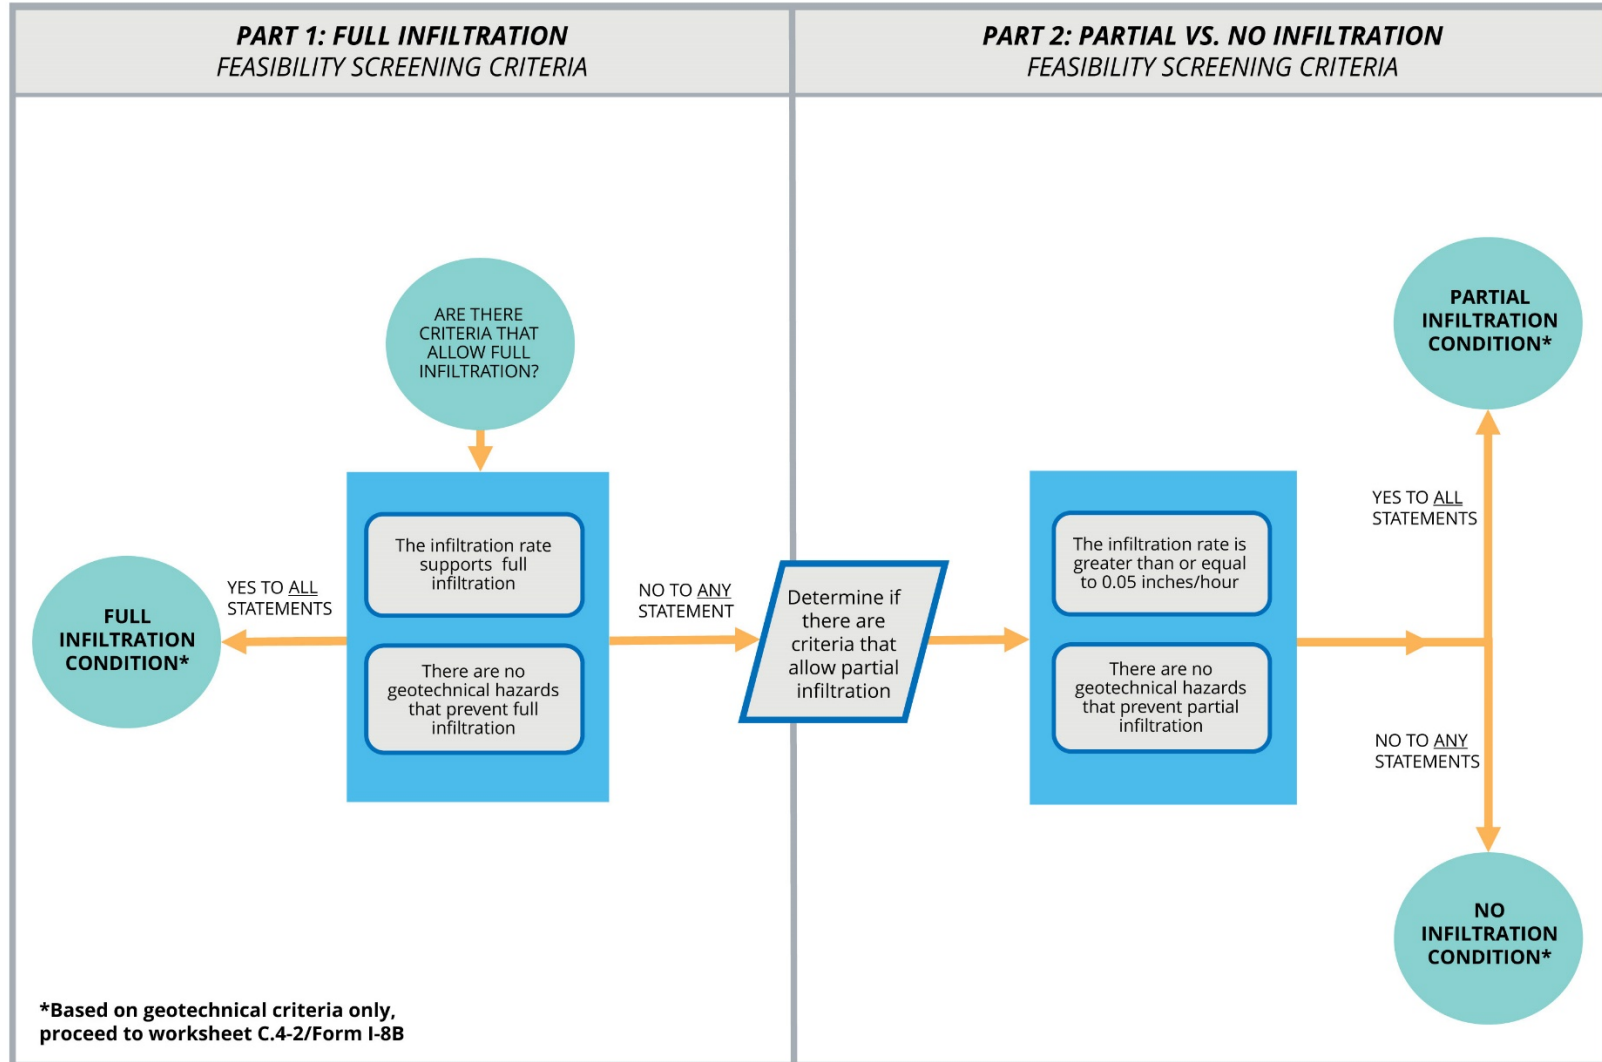 PART 1: FULL INFILTRATION
FEASIBILITY SCREENING CRITERIA
PART 2: PARTIAL VS. NO INFILTRATION
FEASIBILITY SCREENING CRITERIA
ARE THERE
CRITERIA THAT
ALLOW FULL
INFILTRATION?
The infiltration rate
supports full
infiltration
There are no
geotechnical hazards
that prevent full
infiltration
YES TO ALL
STATEMENTS
FULL
INFILTRATION
CONDITION*
NO TO ANY
STATEMENT
Determine if
there are
criteria that
allow partial
infiltration
The infiltration rate is
greater than or equal
to 0.05 inches/hour
There are no
geotechnical hazards
that prevent partial
infiltration
YES TO ALL
STATEMENTS
PARTIAL
INFILTRATION
CONDITION*
NO TO ANY
STATEMENTS
NO
INFILTRATION
CONDITION*
*Based on geotechnical criteria only,
proceed to worksheet C.4-2/Form I-8B